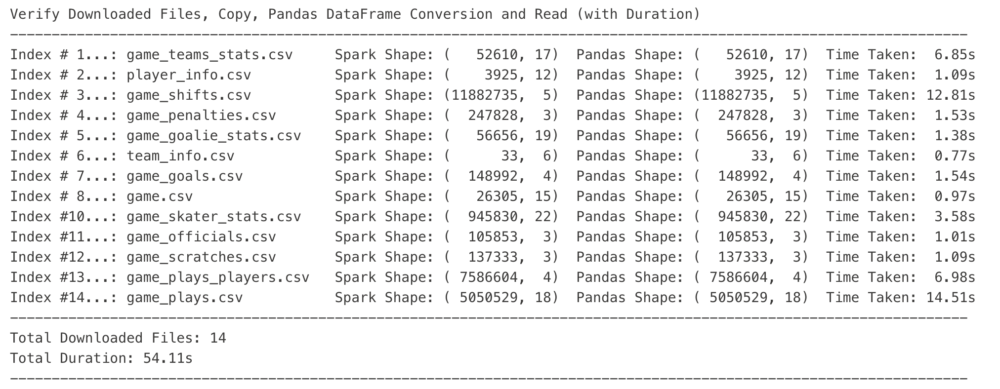 Verify Downloaded Files, Copy, Pandas DataFrame Conversion and Read (with Duration)
-------------------------------------------------------------------------------------------------------------------
Index # 1...: game_teams_stats.csv     Spark Shape: (   52610, 17)  Pandas Shape: (   52610, 17)  Time Taken:  6.85s
Index # 2...: player_info.csv          Spark Shape: (    3925, 12)  Pandas Shape: (    3925, 12)  Time Taken:  1.09s
Index # 3...: game_shifts.csv          Spark Shape: (11882735,  5)  Pandas Shape: (11882735,  5)  Time Taken: 12.81s
Index # 4...: game_penalties.csv       Spark Shape: (  247828,  3)  Pandas Shape: (  247828,  3)  Time Taken:  1.53s
Index # 5...: game_goalie_stats.csv    Spark Shape: (   56656, 19)  Pandas Shape: (   56656, 19)  Time Taken:  1.38s
Index # 6...: team_info.csv            Spark Shape: (      33,  6)  Pandas Shape: (      33,  6)  Time Taken:  0.77s
Index # 7...: game_goals.csv           Spark Shape: (  148992,  4)  Pandas Shape: (  148992,  4)  Time Taken:  1.54s
Index # 8...: game.csv                 Spark Shape: (   26305, 15)  Pandas Shape: (   26305, 15)  Time Taken:  0.97s
Index #10...: game_skater_stats.csv    Spark Shape: (  945830, 22)  Pandas Shape: (  945830, 22)  Time Taken:  3.58s
Index #11...: game_officials.csv       Spark Shape: (  105853,  3)  Pandas Shape: (  105853,  3)  Time Taken:  1.01s
Index #12...: game_scratches.csv       Spark Shape: (  137333,  3)  Pandas Shape: (  137333,  3)  Time Taken:  1.09s
Index #13...: game_plays_players.csv   Spark Shape: ( 7586604,  4)  Pandas Shape: ( 7586604,  4)  Time Taken:  6.98s
Index #14...: game_plays.csv           Spark Shape: ( 5050529, 18)  Pandas Shape: ( 5050529, 18)  Time Taken: 14.51s
-------------------------------------------------------------------------------------------------------------------
Total Downloaded Files: 14
Total Duration: 54.11s
-------------------------------------------------------------------------------------------------------------------